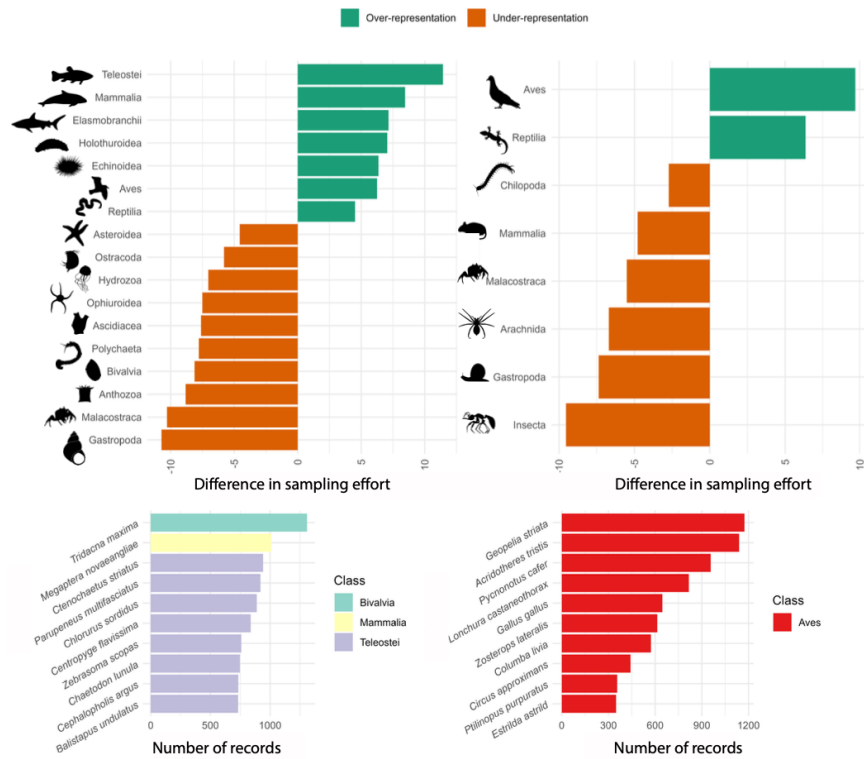 Over-representation Under-representation
Teleostei
Mammalia
Elasmobranchii
Holothuroidea
Echinoidea
Aves
Reptilia
Asteroidea
Ostracoda
Hydrozoa
Ophiuroidea
Ascidiacea
Polychaeta
Bivalvia
Anthozoa
Malacostraca
Gastropoda
-10 -5 0 5 10
Difference in sampling effort
Aves
Reptilia
Chilopoda
Mammalia
Malacostraca
Arachnida
Gastropoda
Insecta
-10 -5 0 5 10
Difference in sampling effort
Tridacna maxima
Megaptera novaeangliae
Ctenochaetus striatus
Parupeneus multifasciatus
Chlorurus sordidus
Centropyge flavissima
Zebrasoma scopas
Chaetodon lunula
Cephalopholis argus
Balistapus undulatus
0 500 1000
Number of records
Class
Bivalvia
Mammalia
Teleostei
Geopelia striata
Acridotheres tristis
Pycnonotus cafer
Lonchura castaneothorax
Gallus gallus
Zosterops lateralis
Columba livia
Circus approximans
Ptilinopus purpuratus
Estrilda astrild
0 300 600 900 1200
Number of records
Class
Aves